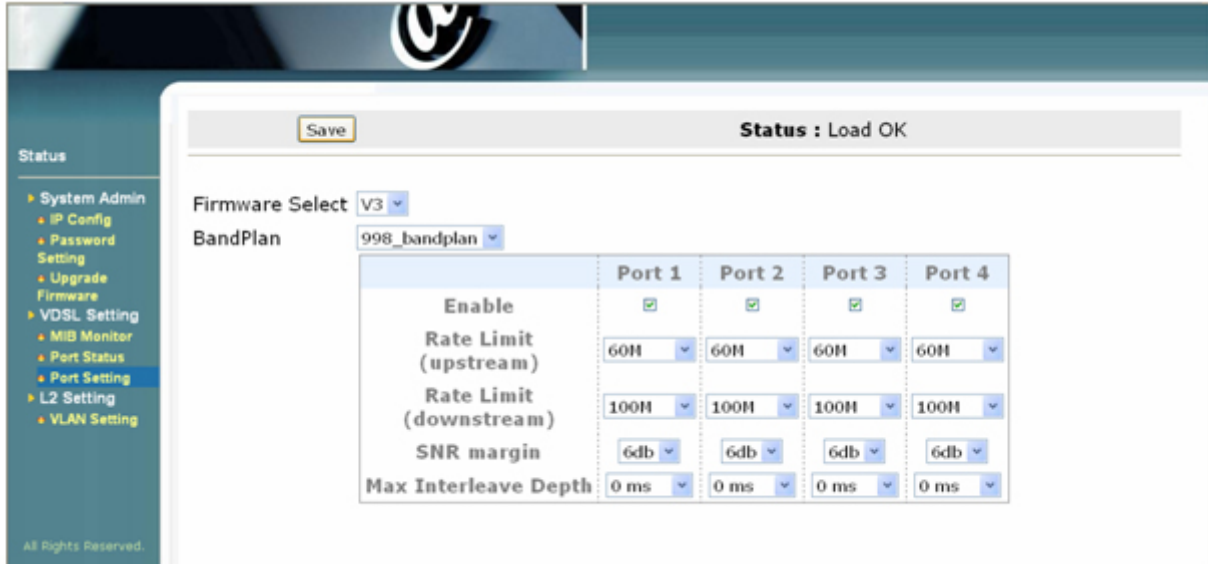 Save
Status : Load OK
Status
System Admin
IP Config
Password
Setting
Upgrade
Firmware
VDSL Setting
MIB Monitor
Port Status
Port Setting
L2 Setting
VLAN Setting
All Rights Reserved.
Firmware Select V3
BandPlan 998_bandplan
Port 1 Port 2 Port 3 Port 4
Enable
Rate Limit
(upstream) 60M 60M 60M 60M
Rate Limit
(downstream) 100M 100M 100M 100M
SNR margin 6db 6db 6db 6db
Max Interleave Depth 0 ms 0 ms 0 ms 0 ms